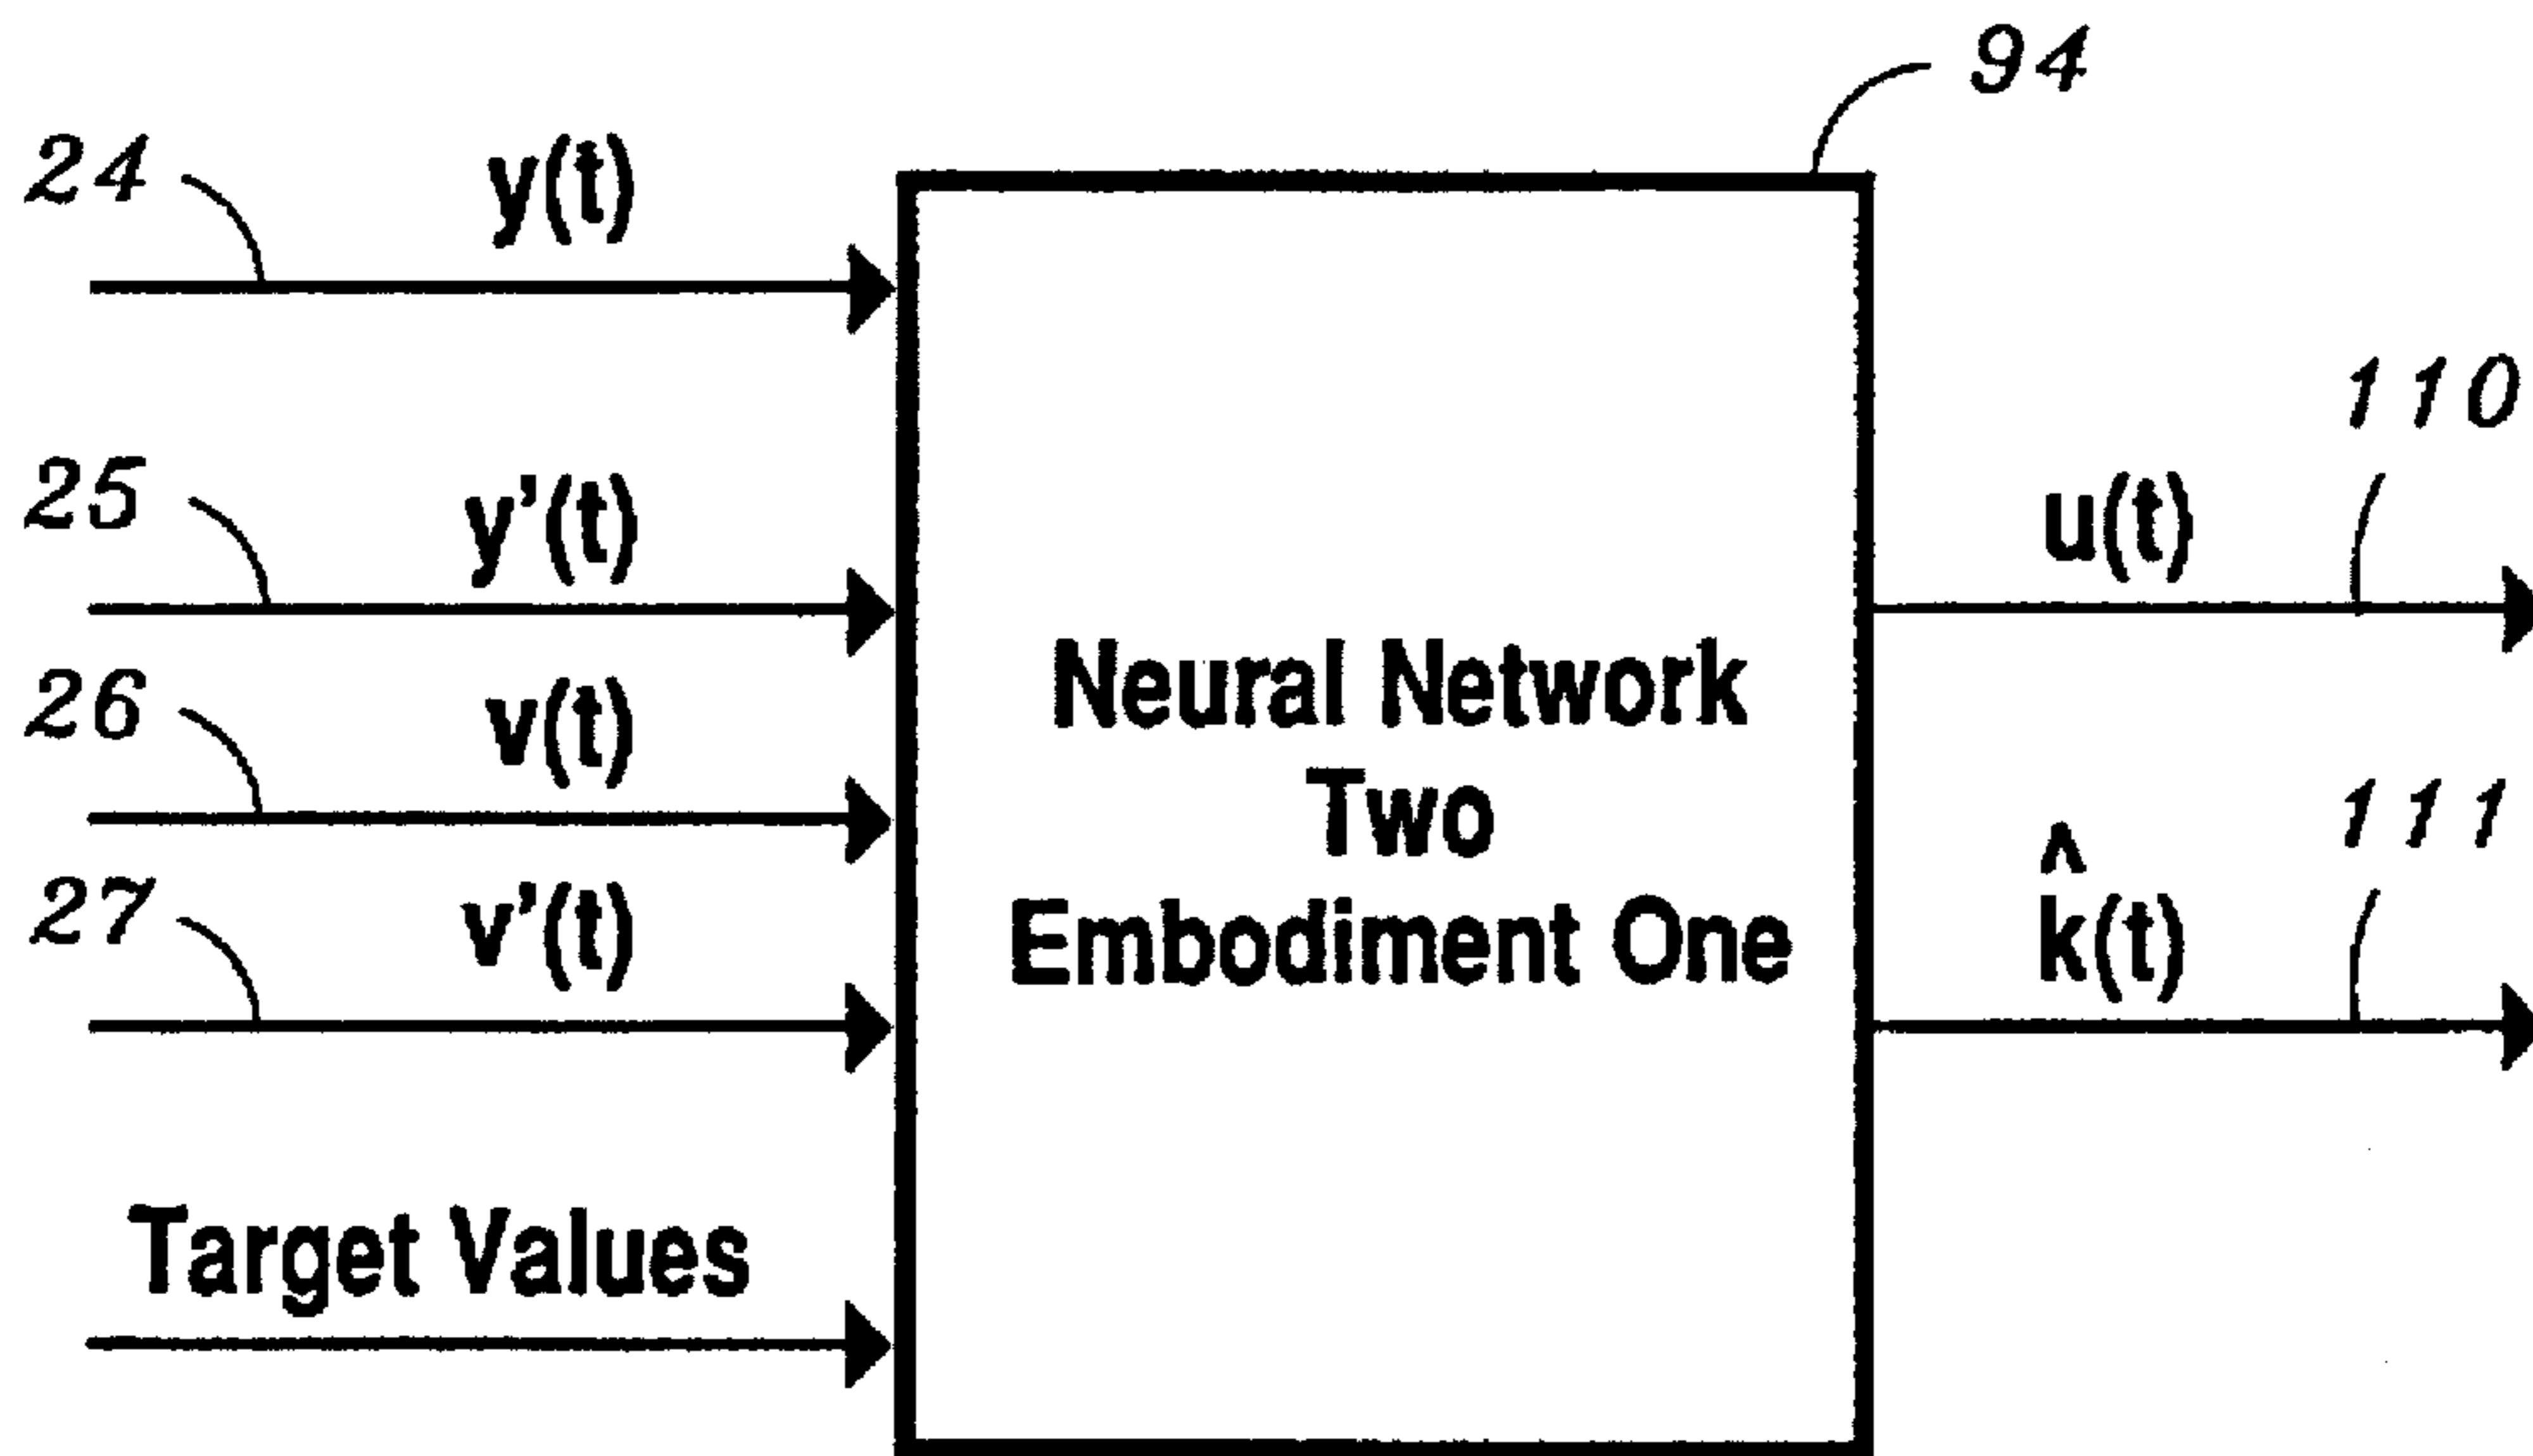 94
24 y(t)
25 y'(t)
26 v(t)
27 v'(t)
Target Values
Neural Network
Two
Embodiment One
110
u(t)
111
k̂(t)